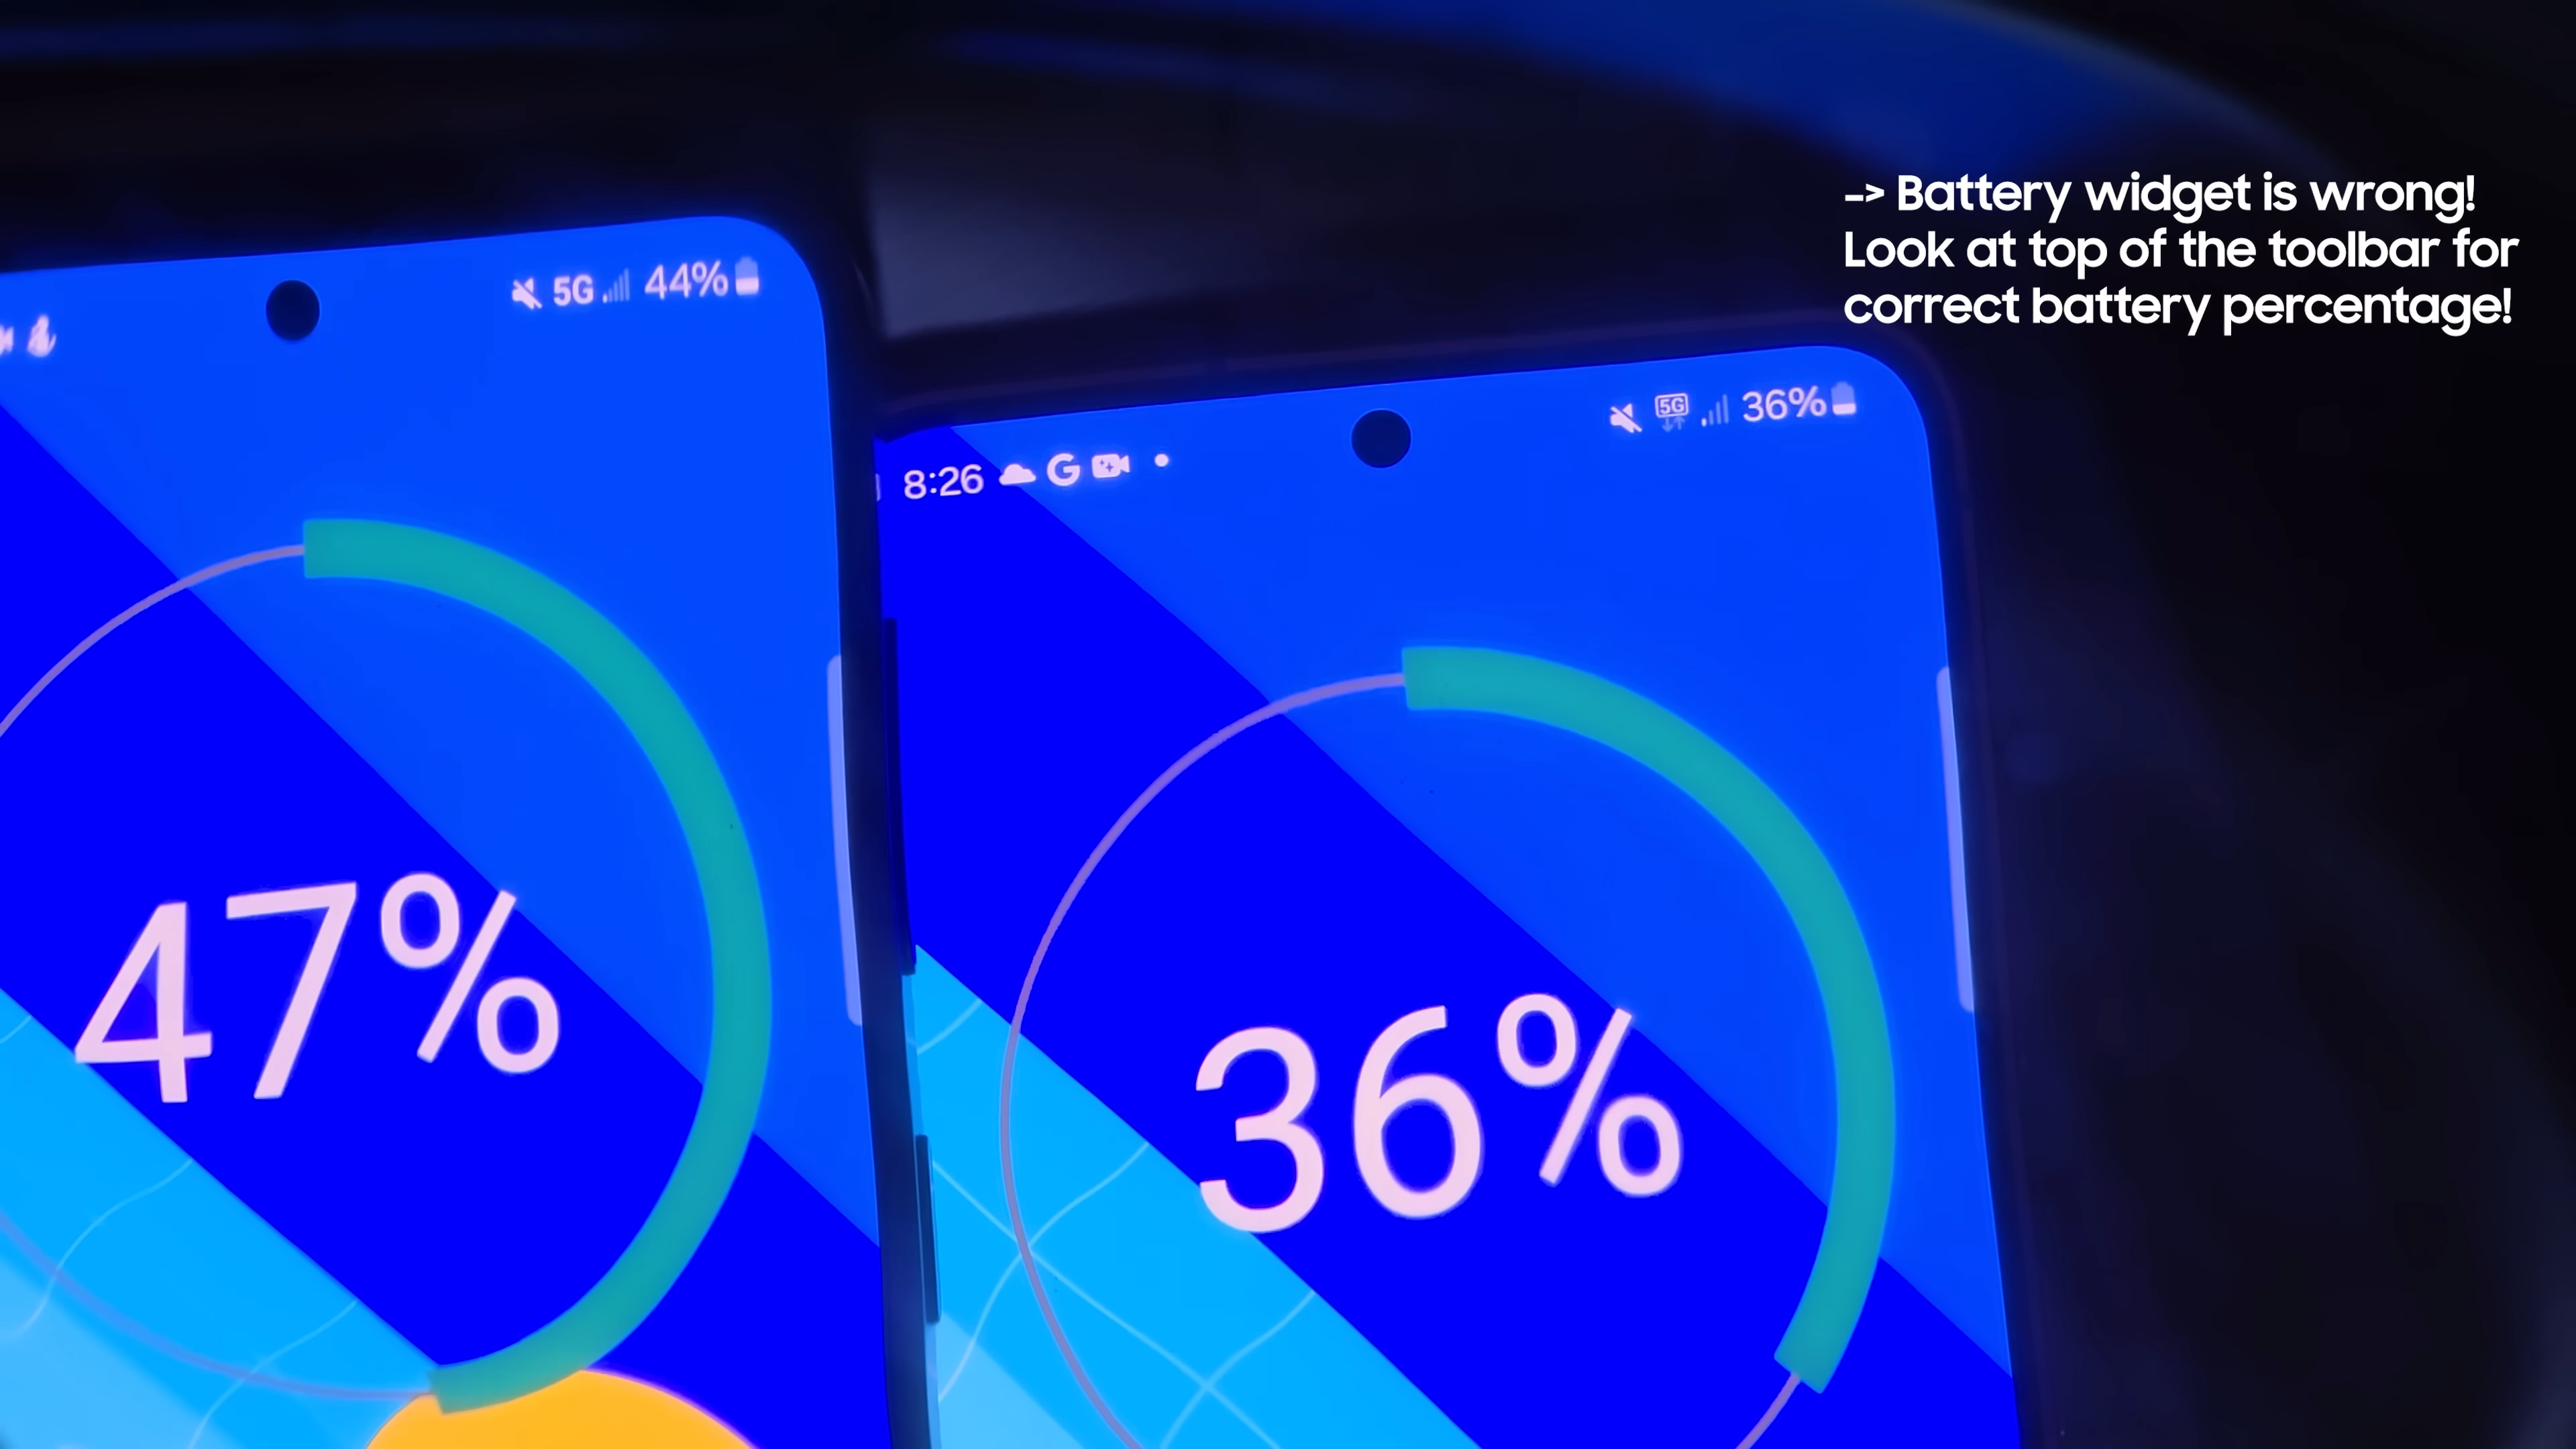 -> Battery widget is wrong!
Look at top of the toolbar for
correct battery percentage!
5G 44%
47%
8:26 G
5G 36%
36%